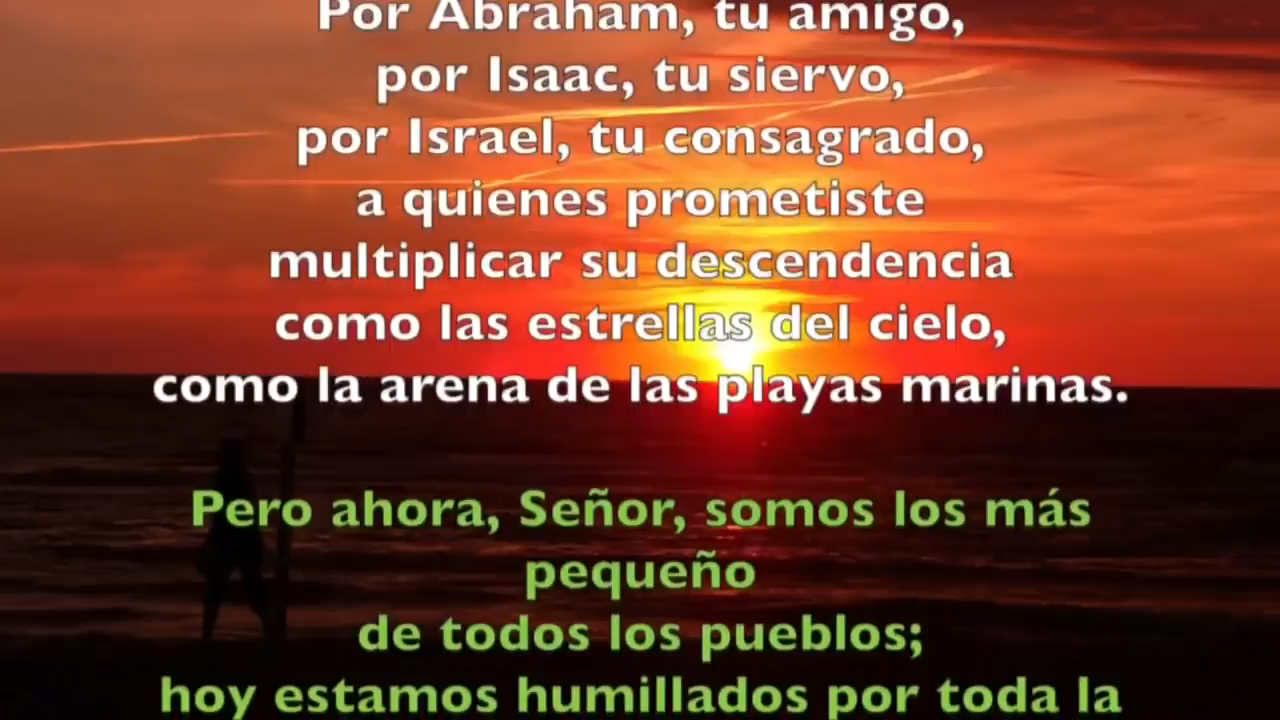 Por Abraham, tu amigo,
por Isaac, tu siervo,
por Israel, tu consagrado,
a quienes prometiste
multiplicar su descendencia
como las estrellas del cielo,
como la arena de las playas marinas.
Pero ahora, Señor, somos los más
pequeño
de todos los pueblos;
hoy estamos humillados por toda la